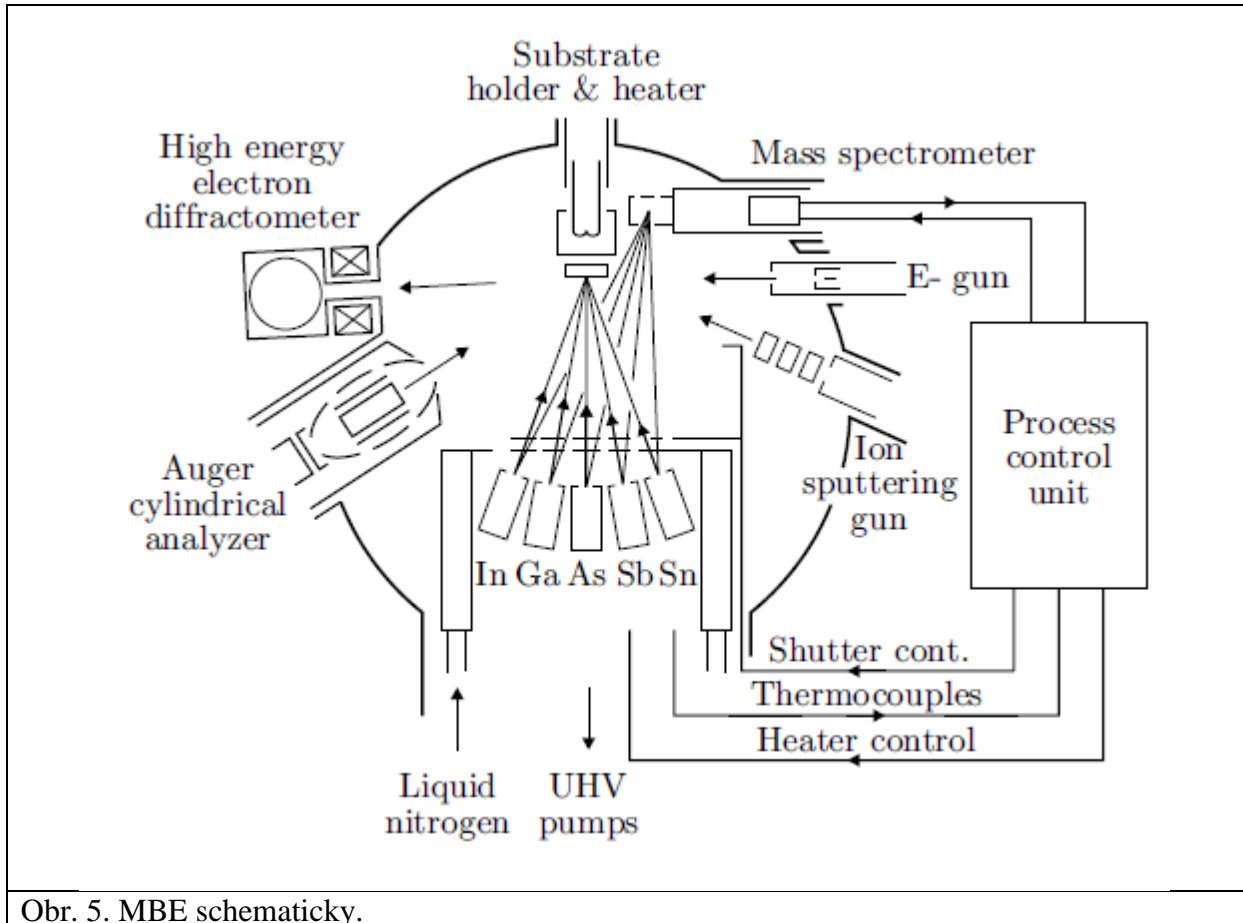 Substrate
holder & heater
High energy
electron
diffractometer
Mass spectrometer
E- gun
Ion
sputtering
gun
Process
control
unit
Auger
cylindrical
analyzer
In Ga As Sb Sn
Shutter cont.
Thermocouples
Heater control
Liquid
nitrogen
UHV
pumps
Obr. 5. MBE schematicky.